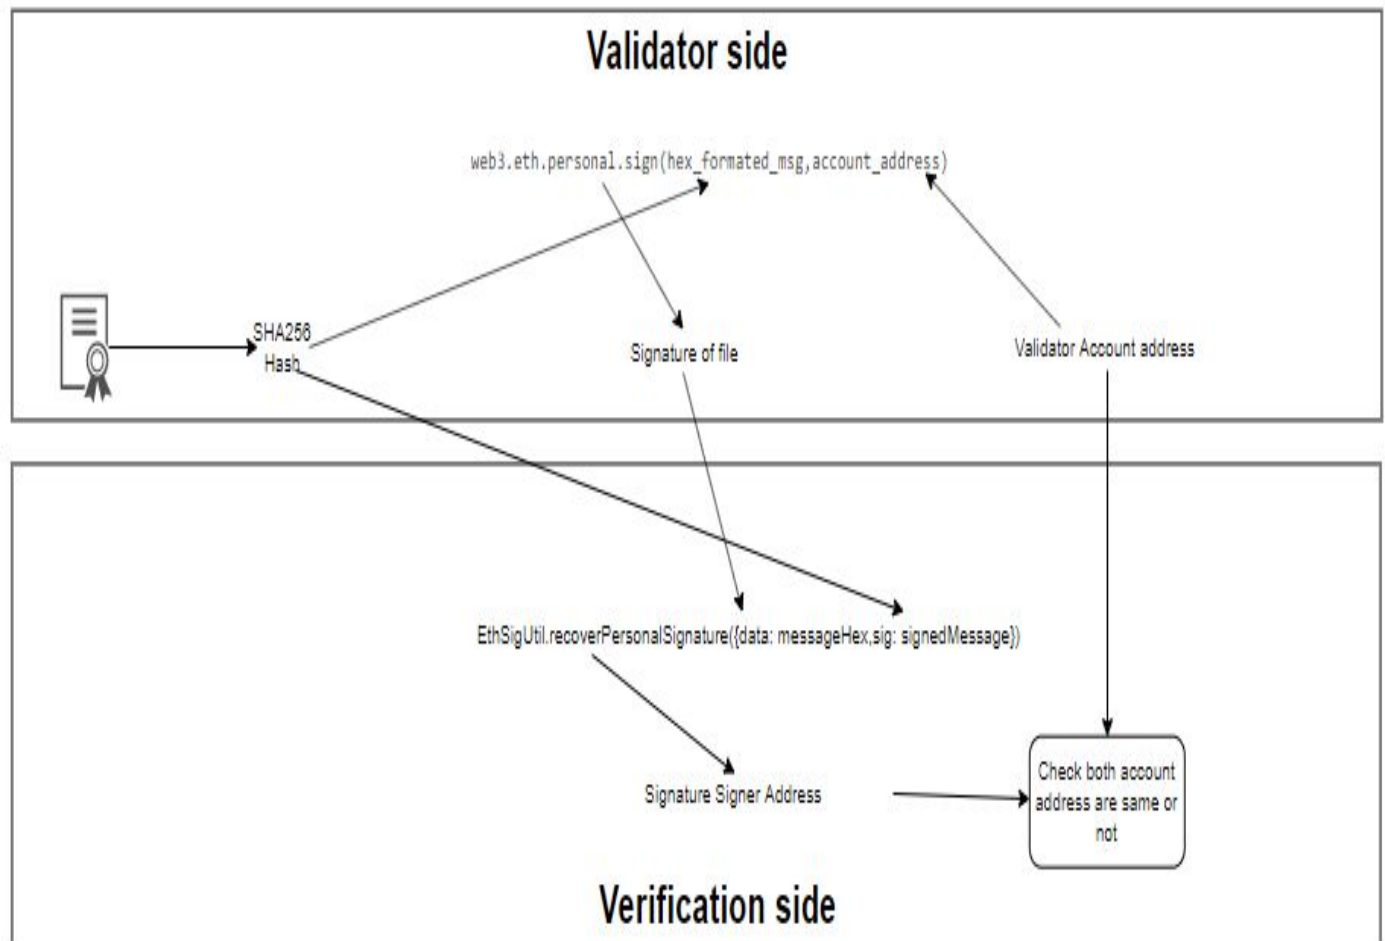 Validator side
web3.eth.personal.sign(hex_formated_msg,account_address)
SHA256
Hash
Signature of file
Validator Account address
EthSigUtil.recoverPersonalSignature({data: messageHex,sig: signedMessage})
Signature Signer Address
Check both account
address are same or
not
Verification side